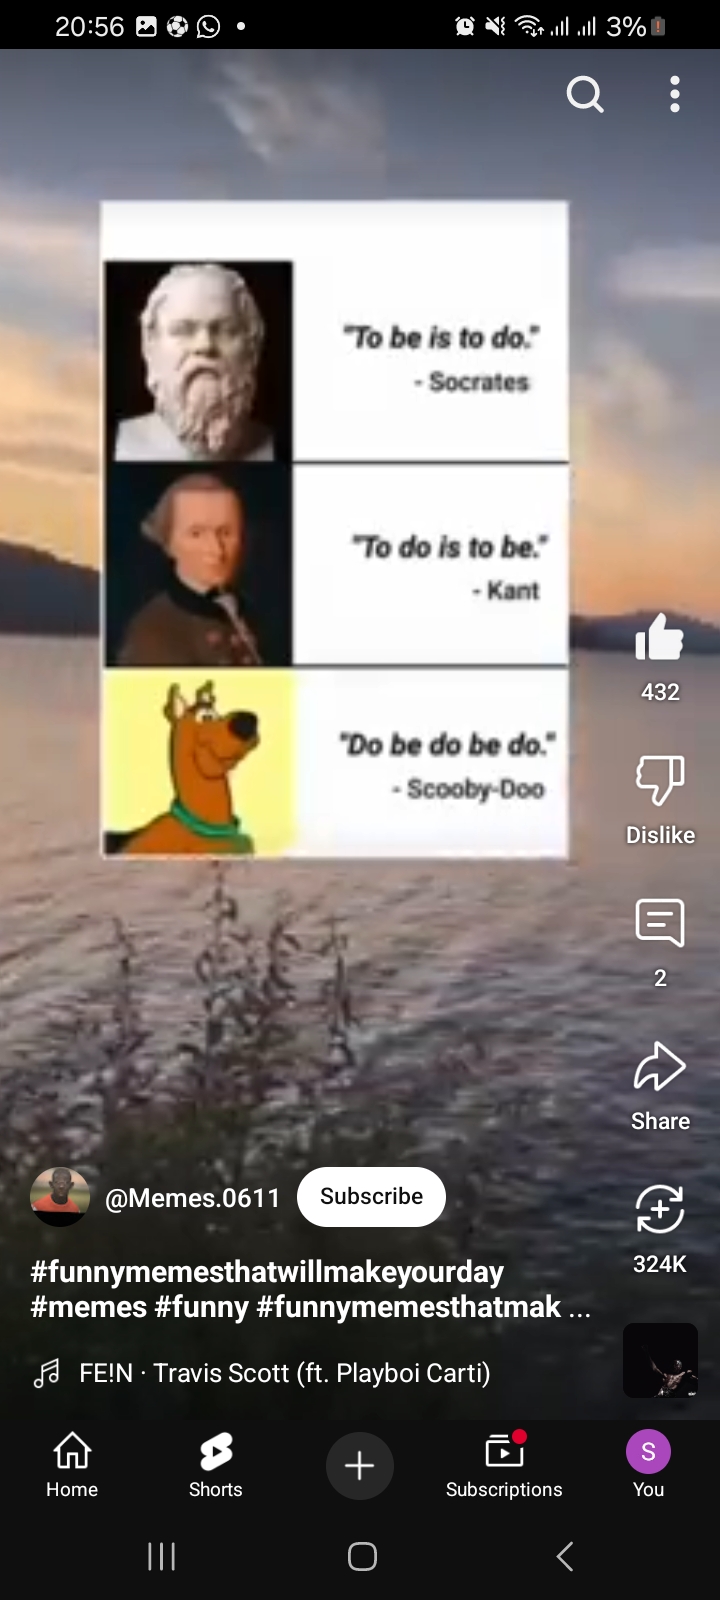 20:56
3%
"To be is to do."
- Socrates
"To do is to be."
- Kant
"Do be do be do."
- Scooby-Doo
432
Dislike
2
Share
324K
@Memes.0611
Subscribe
#funnymemesthatwillmakeyourday
#memes #funny #funnymemesthatmak ...
FE!N · Travis Scott (ft. Playboi Carti)
Home
Shorts
Subscriptions
S
You